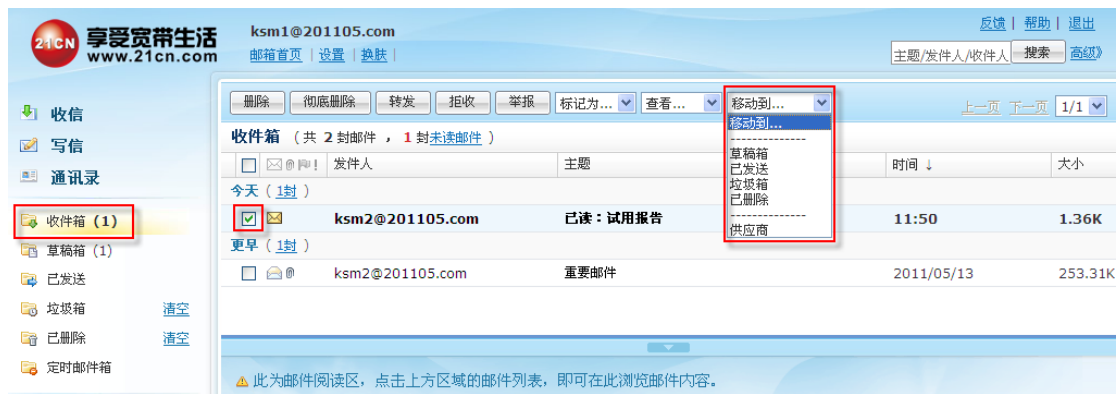 21CN 享受宽带生活
www.21cn.com
ksm1@201105.com
邮箱首页 | 设置 | 换肤 |
反馈 | 帮助 | 退出
主题/发件人/收件人 搜索 高级》
收信
写信
通讯录
收件箱 (1)
草稿箱 (1)
已发送
垃圾箱 清空
已删除 清空
定时邮件箱
删除 彻底删除 转发 拒收 举报 标记为... 查看... 移动到...
上一页 下一页 1/1
移动到...
--------------
草稿箱
已发送
垃圾箱
已删除
--------------
供应商
收件箱 (共 2 封邮件 , 1 封未读邮件 )
! 发件人 主题 时间 ↓ 大小
今天 ( 1封 )
ksm2@201105.com 已读:试用报告 11:50 1.36K
更早 ( 1封 )
ksm2@201105.com 重要邮件 2011/05/13 253.31K
此为邮件阅读区,点击上方区域的邮件列表,即可在此浏览邮件内容。